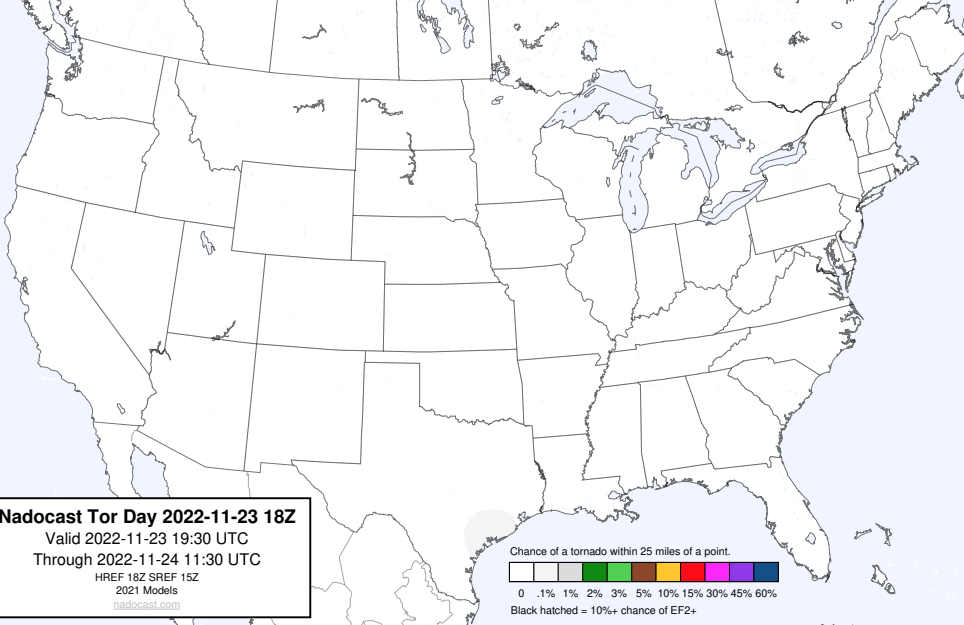 Nadocast Tor Day 2022-11-23 18Z
Valid 2022-11-23 19:30 UTC
Through 2022-11-24 11:30 UTC
HREF 18Z SREF 15Z
2021 Models
nadocast.com
Chance of a tornado within 25 miles of a point.
0 .1% 1% 2% 3% 5% 10% 15% 30% 45% 60%
Black hatched = 10%+ chance of EF2+